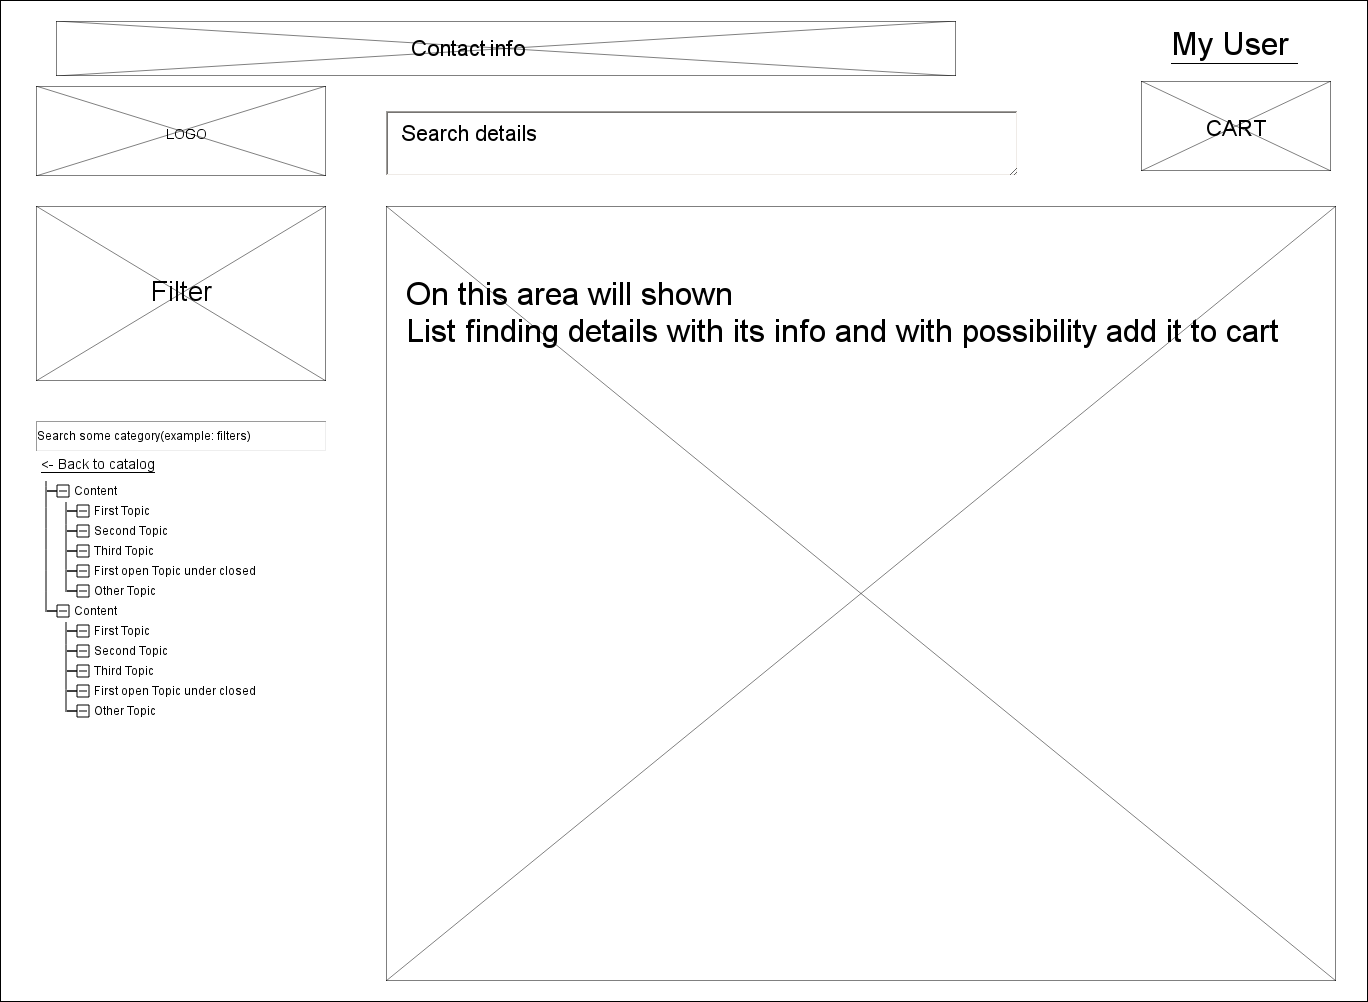 Contact info
My User
LOGO
Search details
CART
Filter
On this area will shown
List finding details with its info and with possibility add it to cart
Search some category(example: filters)
<- Back to catalog
Content
First Topic
Second Topic
Third Topic
First open Topic under closed
Other Topic
Content
First Topic
Second Topic
Third Topic
First open Topic under closed
Other Topic